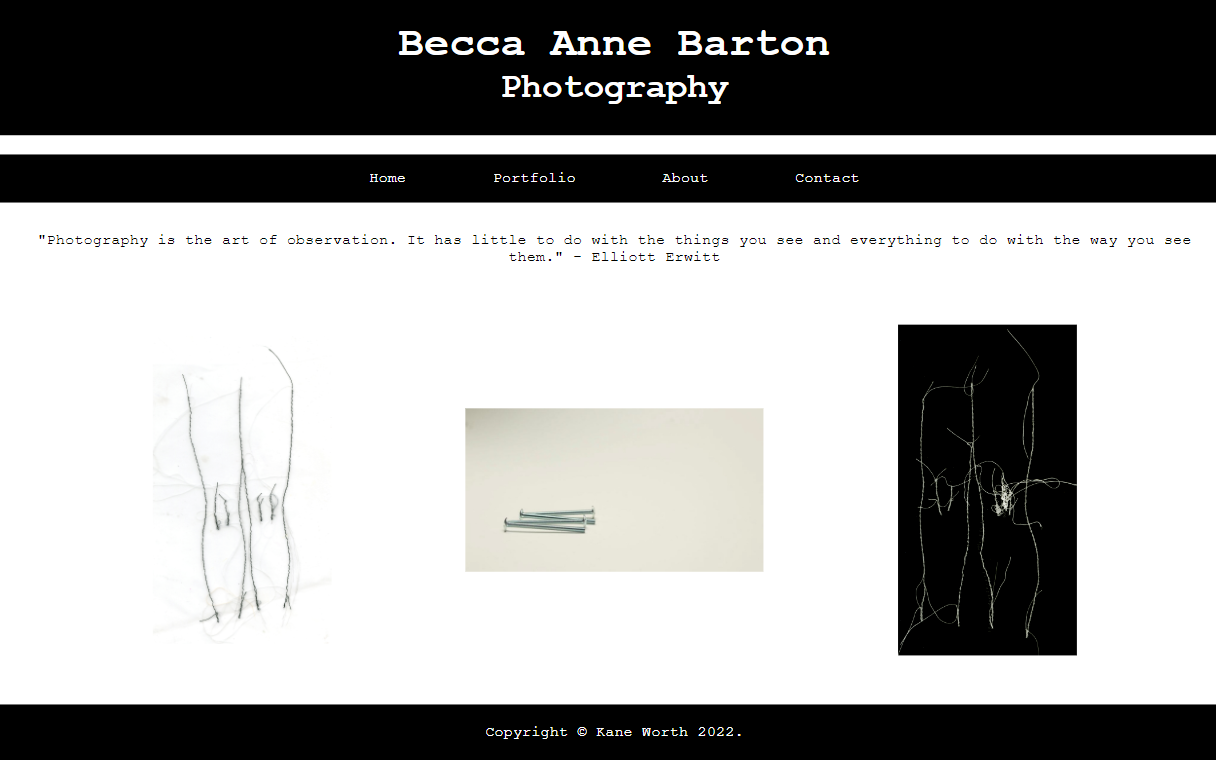 Becca Anne Barton
Photography
Home Portfolio About Contact
"Photography is the art of observation. It has little to do with the things you see and everything to do with the way you see
them." - Elliott Erwitt
Copyright © Kane Worth 2022.